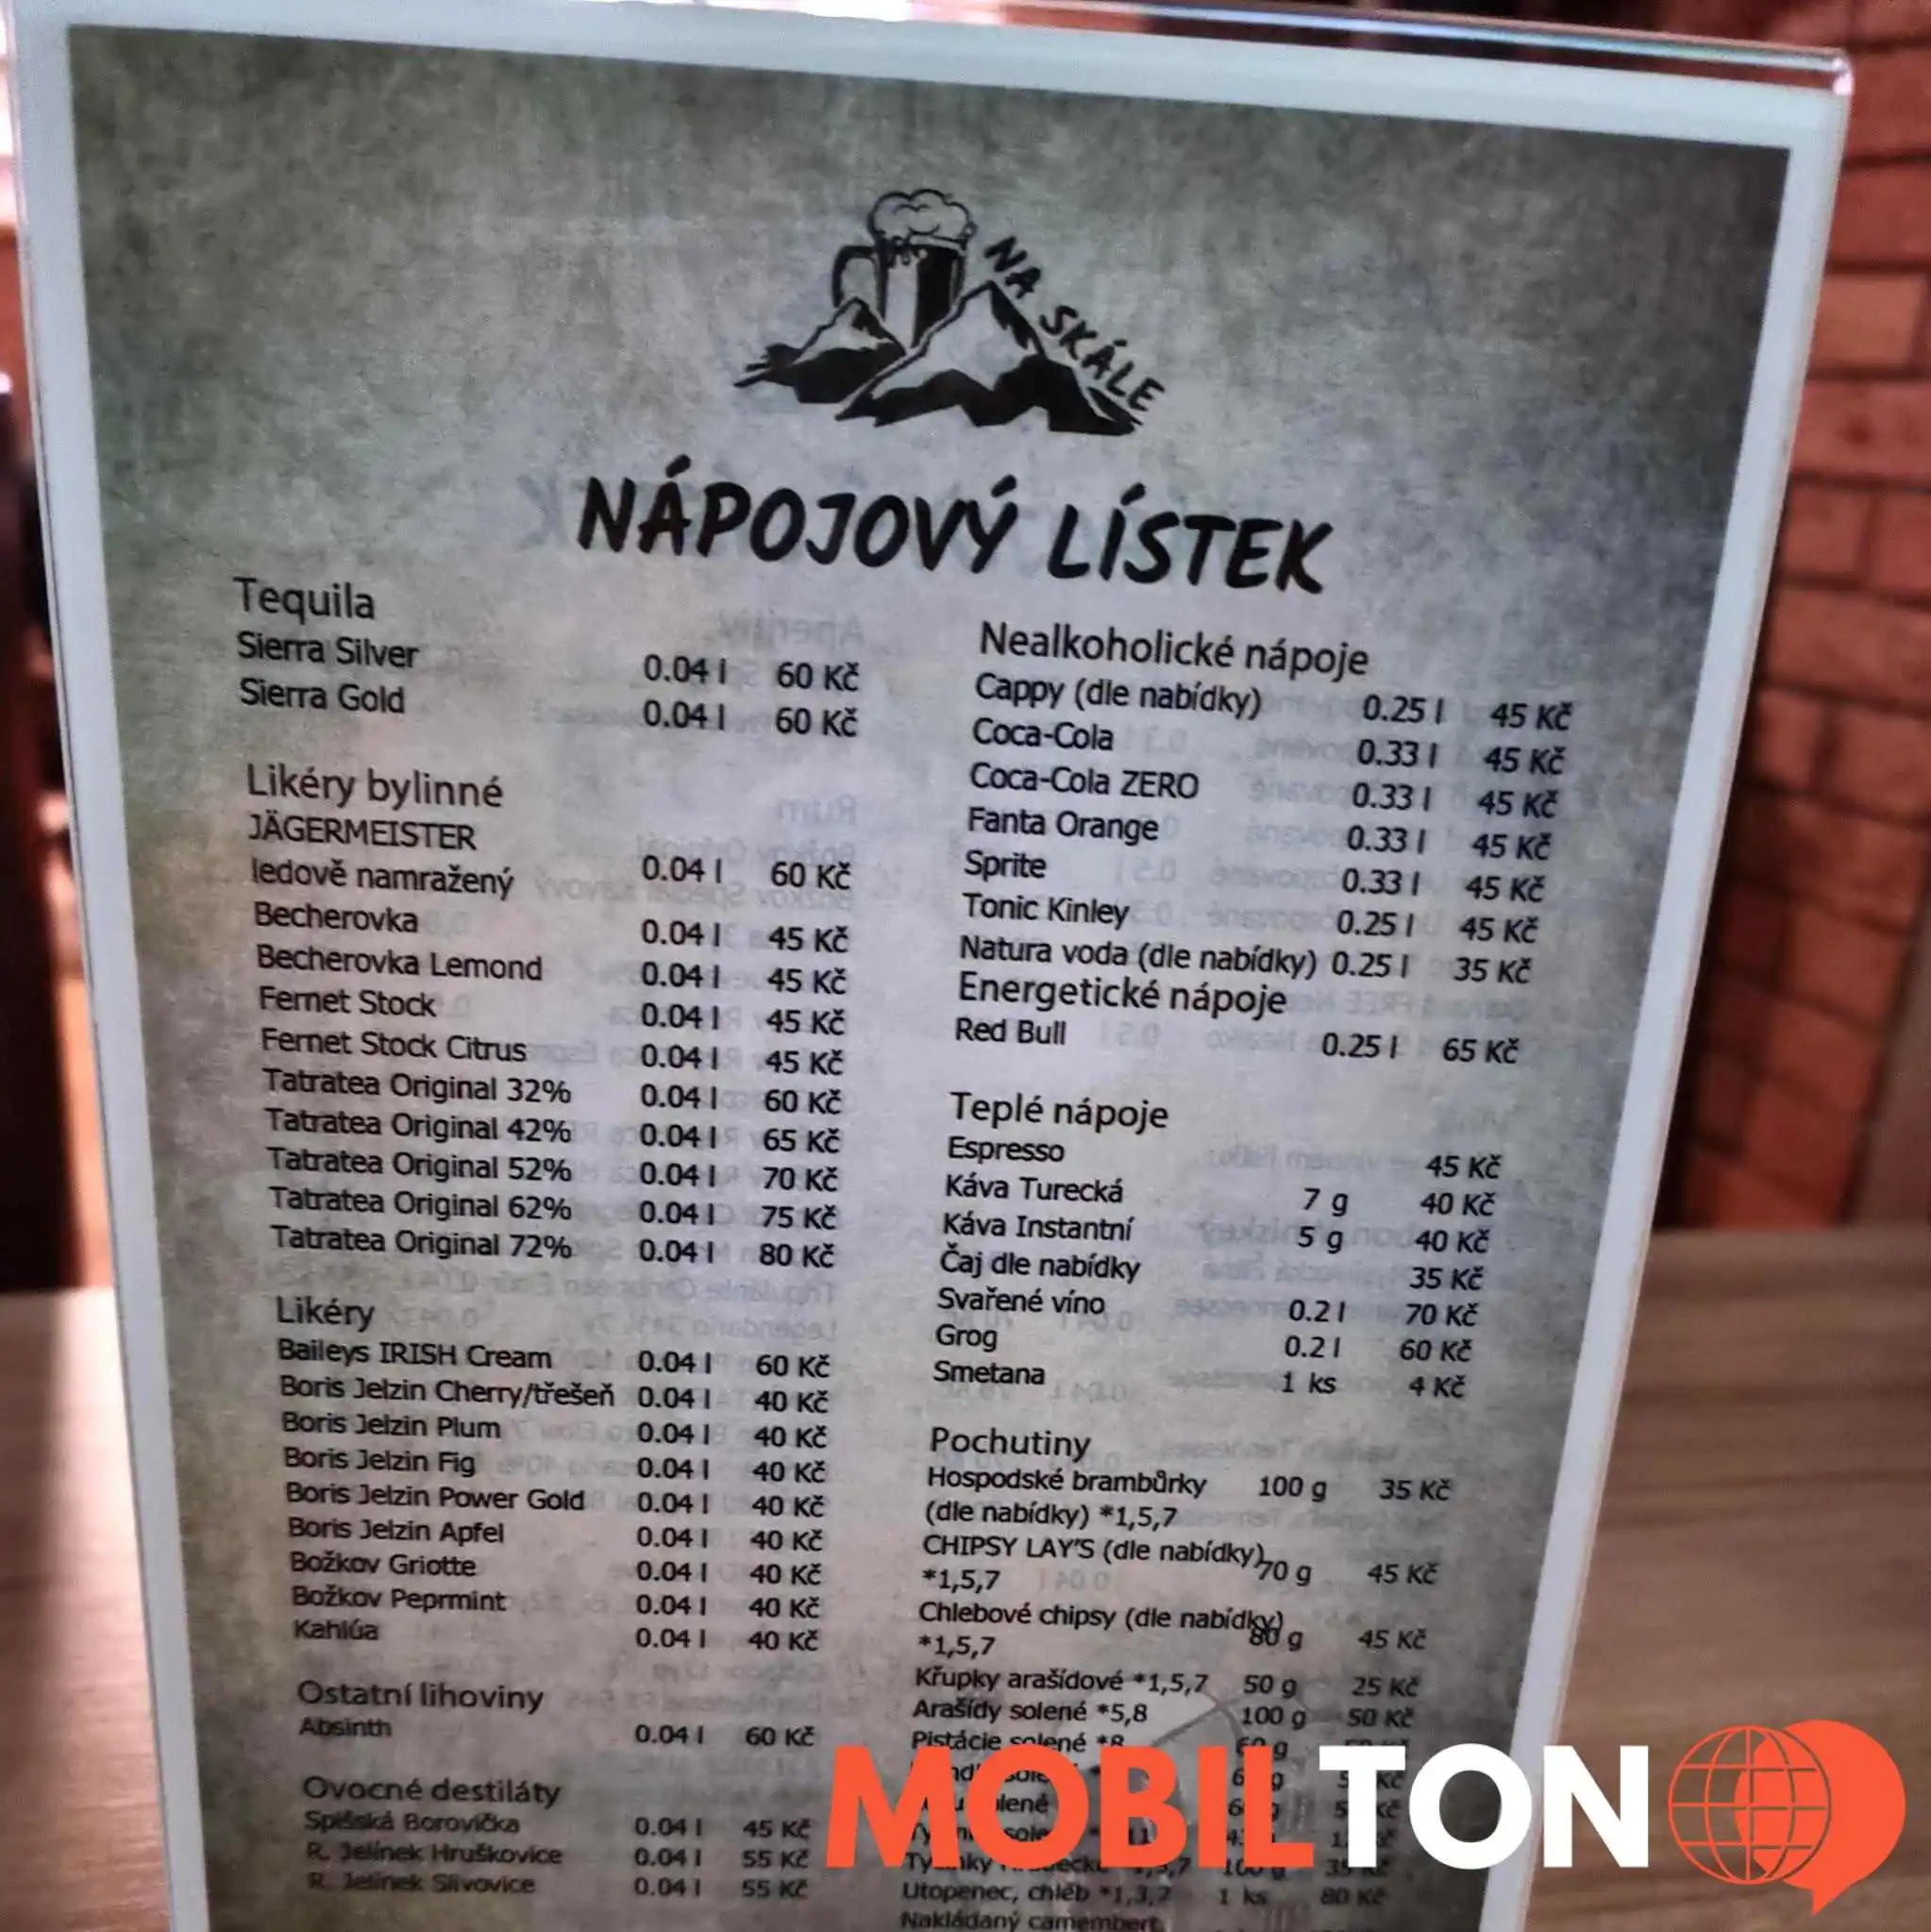 NA SKÁLE
NÁPOJOVÝ LÍSTEK
Tequila
Sierra Silver 0.04 l 60 Kč
Sierra Gold 0.04 l 60 Kč
Likéry bylinné
JÄGERMEISTER
ledově namražený 0.04 l 60 Kč
Becherovka 0.04 l 45 Kč
Becherovka Lemond 0.04 l 45 Kč
Fernet Stock 0.04 l 45 Kč
Fernet Stock Citrus 0.04 l 45 Kč
Tatratea Original 32% 0.04 l 60 Kč
Tatratea Original 42% 0.04 l 65 Kč
Tatratea Original 52% 0.04 l 70 Kč
Tatratea Original 62% 0.04 l 75 Kč
Tatratea Original 72% 0.04 l 80 Kč
Likéry
Baileys IRISH Cream 0.04 l 60 Kč
Boris Jelzin Cherry/třešeň 0.04 l 40 Kč
Boris Jelzin Plum 0.04 l 40 Kč
Boris Jelzin Fig 0.04 l 40 Kč
Boris Jelzin Power Gold 0.04 l 40 Kč
Boris Jelzin Apfel 0.04 l 40 Kč
Božkov Griotte 0.04 l 40 Kč
Božkov Peprmint 0.04 l 40 Kč
Kahlúa 0.04 l 40 Kč
Ostatní lihoviny
Absinth 0.04 l 60 Kč
Ovocné destiláty
Spišská Borovička 0.04 l 45 Kč
R. Jelínek Hruškovice 0.04 l 55 Kč
R. Jelínek Slivovice 0.04 l 55 Kč
Nealkoholické nápoje
Cappy (dle nabídky) 0.25 l 45 Kč
Coca-Cola 0.33 l 45 Kč
Coca-Cola ZERO 0.33 l 45 Kč
Fanta Orange 0.33 l 45 Kč
Sprite 0.33 l 45 Kč
Tonic Kinley 0.25 l 45 Kč
Natura voda (dle nabídky) 0.25 l 35 Kč
Energetické nápoje
Red Bull 0.25 l 65 Kč
Teplé nápoje
Espresso 45 Kč
Káva Turecká 7 g 40 Kč
Káva Instantní 5 g 40 Kč
Čaj dle nabídky 35 Kč
Svařené víno 0.2 l 70 Kč
Grog 0.2 l 60 Kč
Smetana 1 ks 4 Kč
Pochutiny
Hospodské brambůrky 100 g 35 Kč
(dle nabídky) *1,5,7
CHIPSY LAY'S (dle nabídky) 70 g 45 Kč
*1,5,7
Chlebové chipsy (dle nabídky) 80 g 45 Kč
*1,5,7
Křupky arašídové *1,5,7 50 g 25 Kč
Arašídy solené *5,8 100 g 50 Kč
Pistácie solené *8 60 g
Utopenec, chléb *1,3,7 1 ks 80 Kč
Nakládaný camembert
MOBILTON